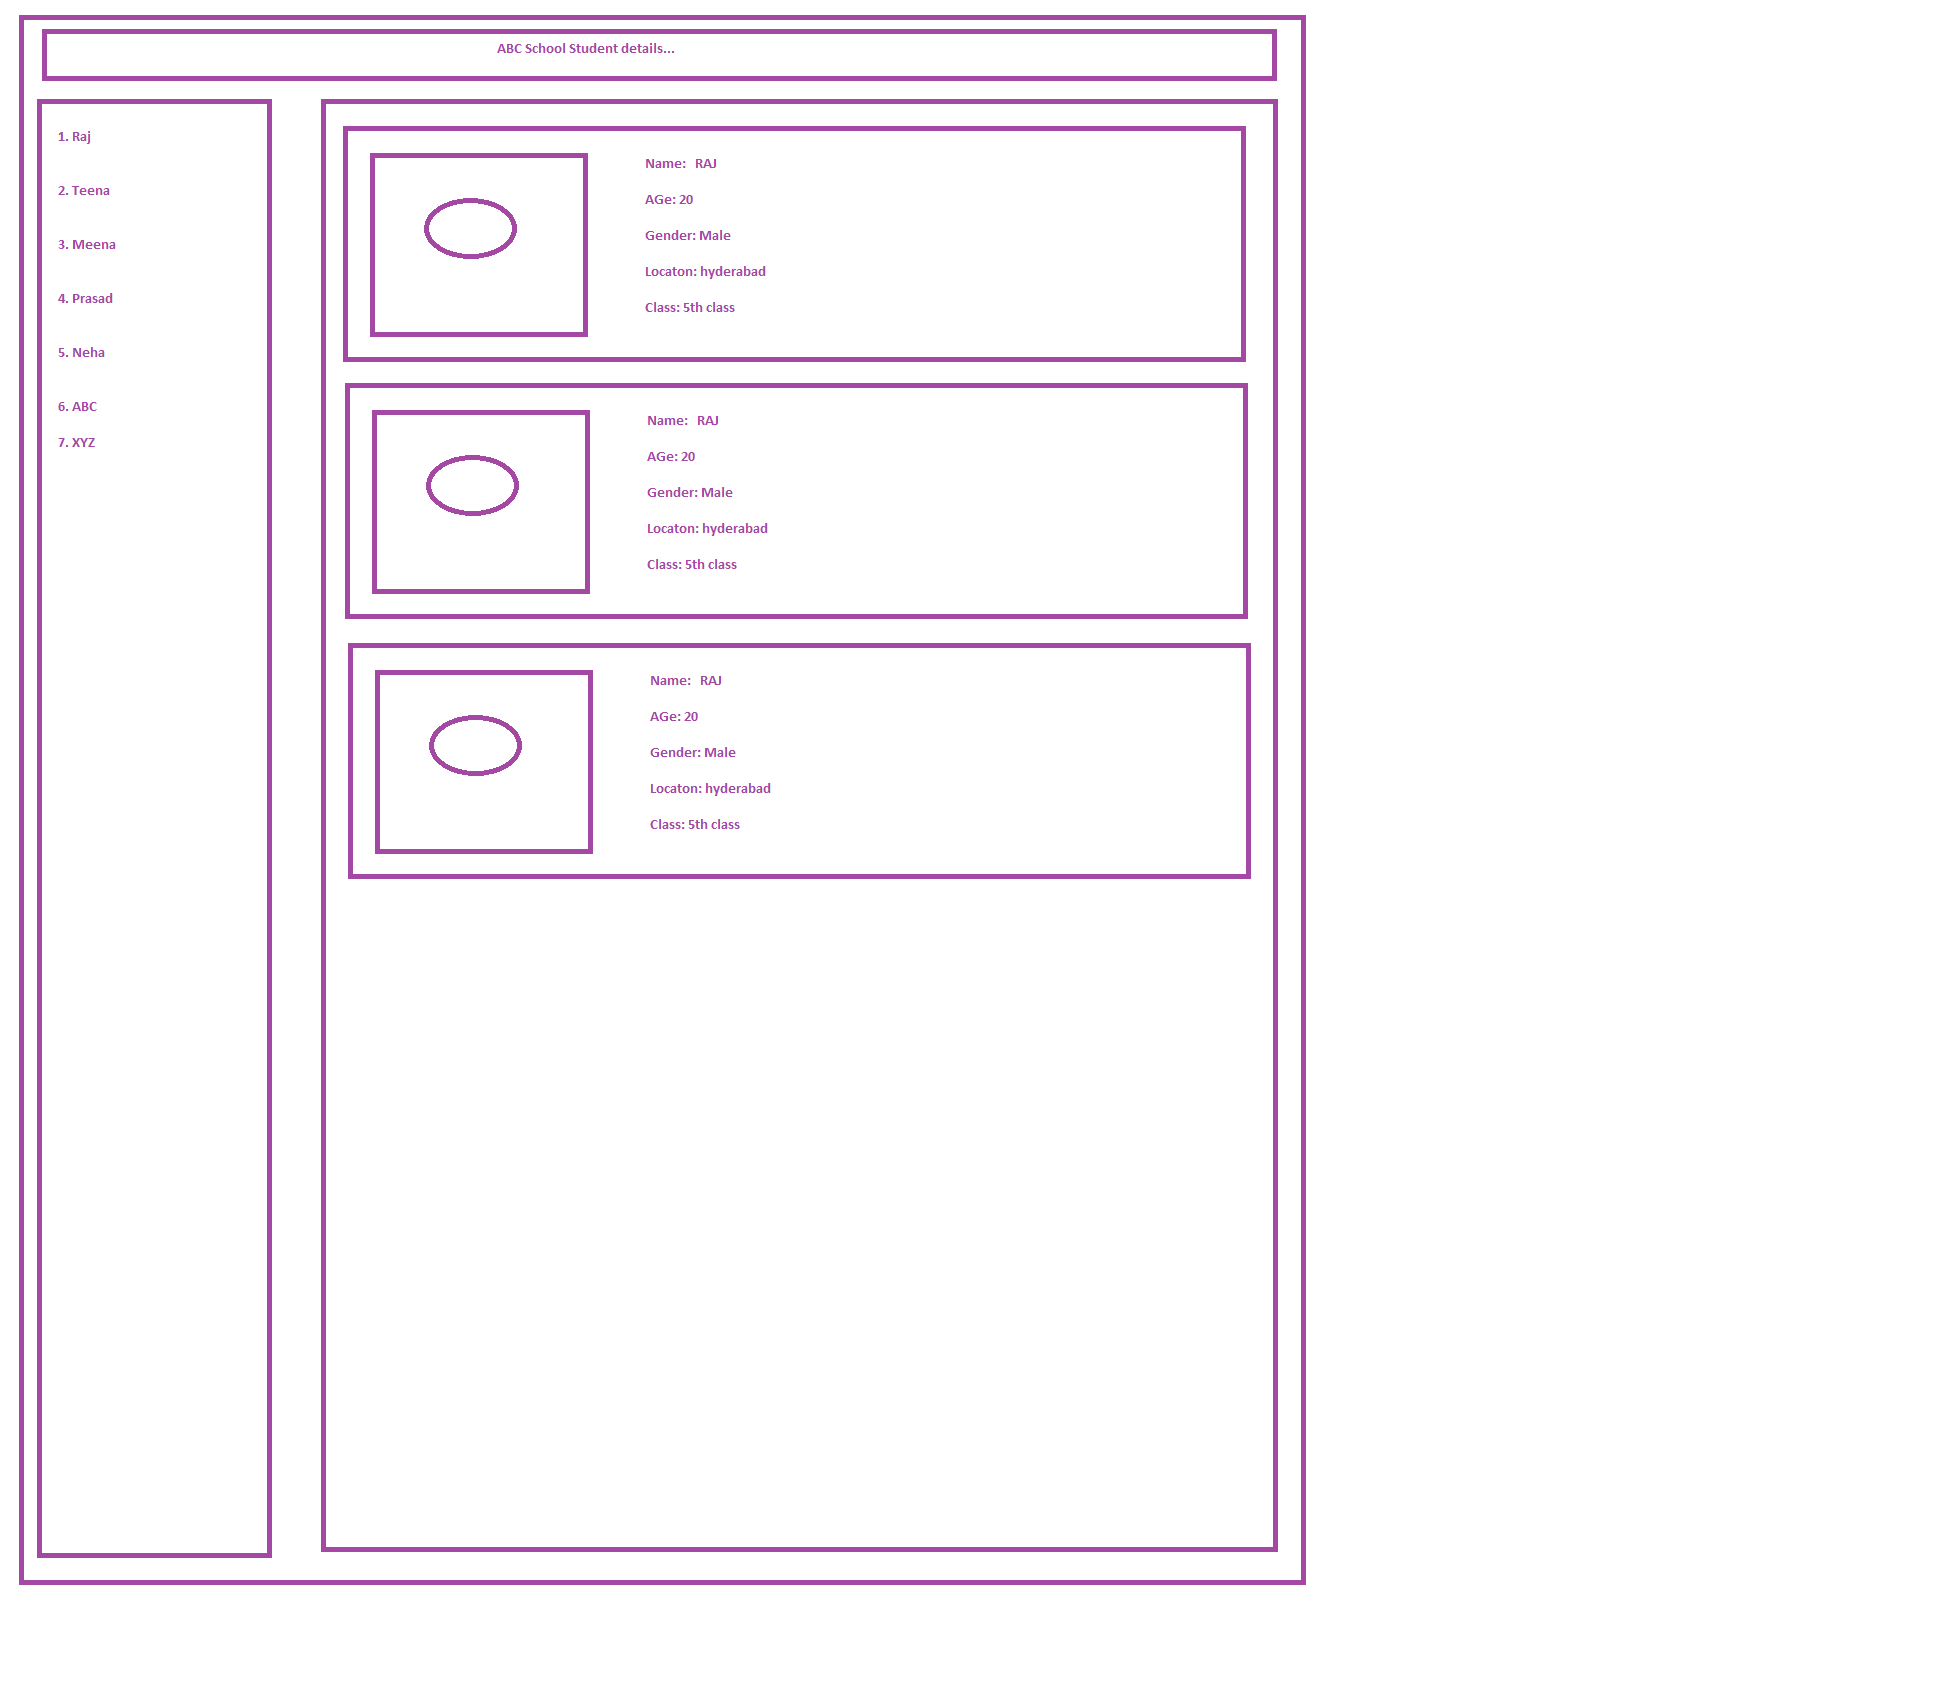 ABC School Student details...
1. Raj
2. Teena
3. Meena
4. Prasad
5. Neha
6. ABC
7. XYZ
Name:   RAJ
AGe: 20
Gender: Male
Locaton: hyderabad
Class: 5th class
Name:   RAJ
AGe: 20
Gender: Male
Locaton: hyderabad
Class: 5th class
Name:   RAJ
AGe: 20
Gender: Male
Locaton: hyderabad
Class: 5th class